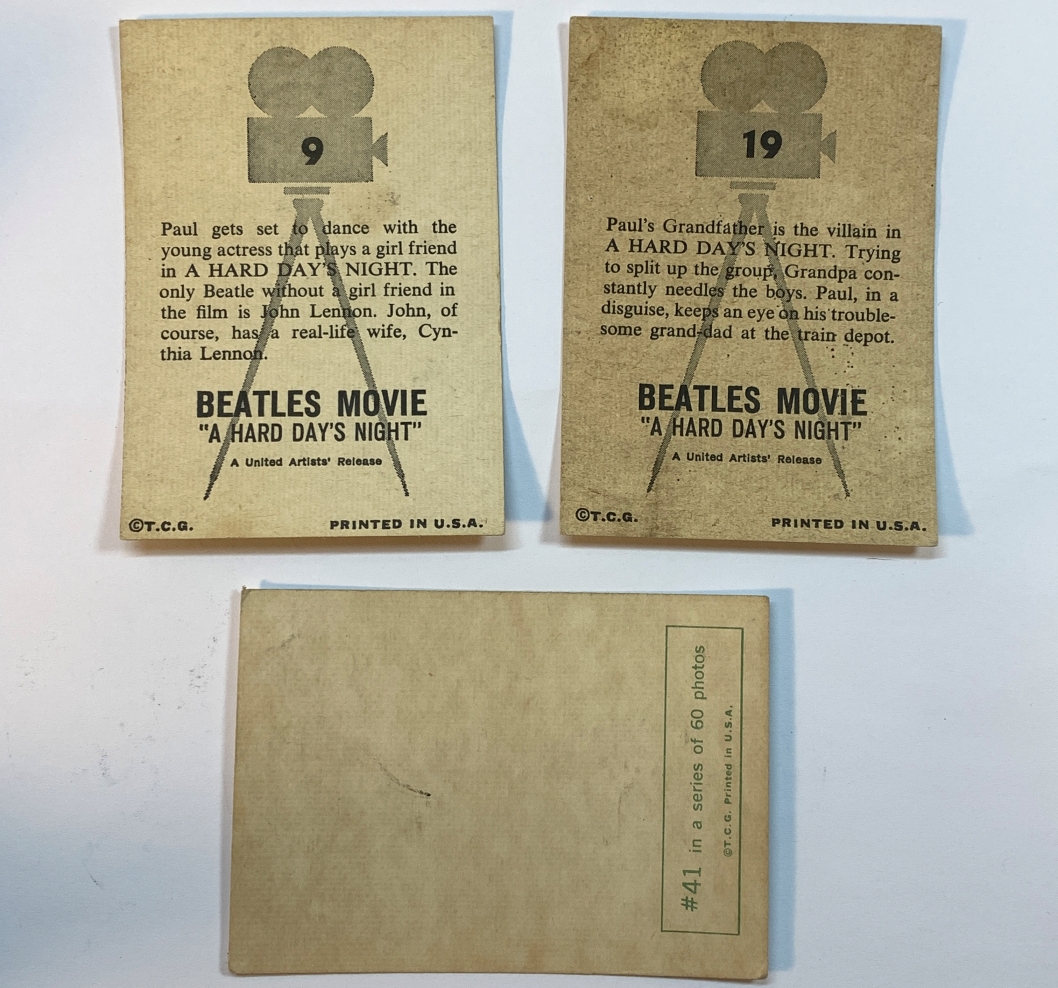 9
Paul gets set to dance with the
young actress that plays a girl friend
in A HARD DAY'S NIGHT. The
only Beatle without a girl friend in
the film is John Lennon. John, of
course, has a real-life wife, Cyn-
thia Lennon.
BEATLES MOVIE
"A HARD DAY'S NIGHT"
A United Artists' Release
©T.C.G.
PRINTED IN U.S.A.
19
Paul's Grandfather is the villain in
A HARD DAY'S NIGHT. Trying
to split up the group, Grandpa con-
stantly needles the boys. Paul, in a
disguise, keeps an eye on his trouble-
some grand-dad at the train depot.
BEATLES MOVIE
"A HARD DAY'S NIGHT"
A United Artists' Release
©T.C.G.
PRINTED IN U.S.A.
#41 in a series of 60 photos
©T.C.G. Printed in U.S.A.